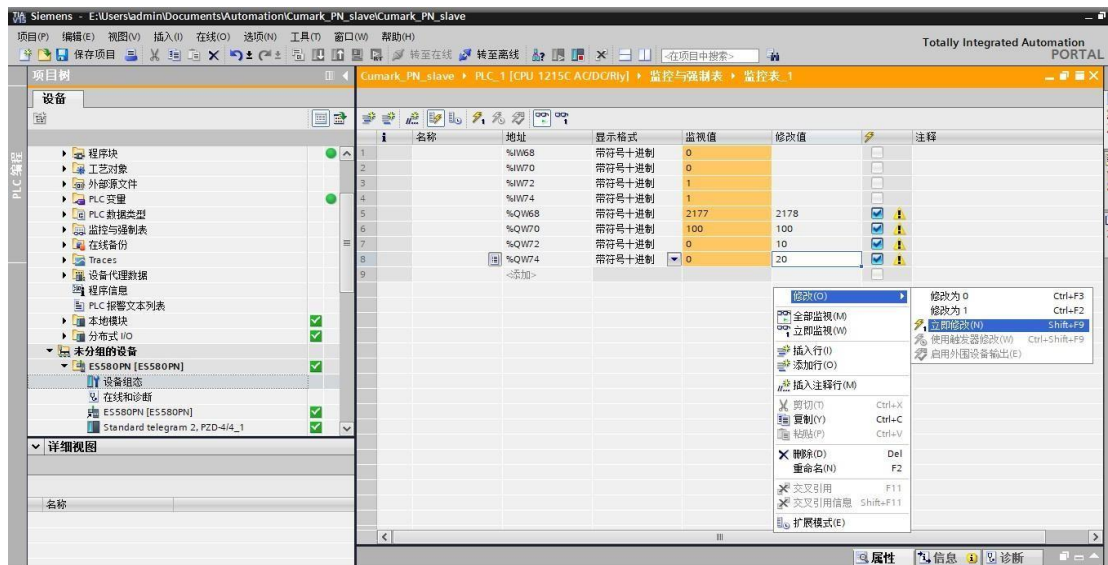 Siemens - E:\Users\admin\Documents\Automation\Cumark_PN_slave\Cumark_PN_slave
项目(P) 编辑(E) 视图(V) 插入(I) 在线(O) 选项(N) 工具(T) 窗口(W) 帮助(H)
Totally Integrated Automation
PORTAL
保存项目 转至在线 转至离线 <在项目中搜索>
项目树
Cumark_PN_slave ▸ PLC_1 [CPU 1215C AC/DC/Rly] ▸ 监控与强制表 ▸ 监控表_1
设备
PLC 编程
i 名称 地址 显示格式 监视值 修改值 注释
1 %IW68 带符号十进制 0
2 %IW70 带符号十进制 0
3 %IW72 带符号十进制 1
4 %IW74 带符号十进制 1
5 %QW68 带符号十进制 2177 2178
6 %QW70 带符号十进制 100 100
7 %QW72 带符号十进制 0 10
8 %QW74 带符号十进制 0 20
9 <添加>
程序块
工艺对象
外部源文件
PLC 变量
PLC 数据类型
监控与强制表
在线备份
Traces
设备代理数据
程序信息
PLC 报警文本列表
本地模块
分布式 I/O
未分组的设备
ES580PN [ES580PN]
设备组态
在线和诊断
ES580PN [ES580PN]
Standard telegram 2, PZD-4/4_1
详细视图
名称
修改(O)
全部监视(M)
立即监视(W)
插入行(I)
添加行(O)
插入注释行(M)
剪切(T) Ctrl+X
复制(Y) Ctrl+C
粘贴(P) Ctrl+V
删除(D) Del
重命名(N) F2
交叉引用 F11
交叉引用信息 Shift+F11
扩展模式(E)
修改为 0 Ctrl+F3
修改为 1 Ctrl+F2
立即修改(N) Shift+F9
使用触发器修改(W) Ctrl+Shift+F9
启用外围设备输出(E)
属性 信息 诊断